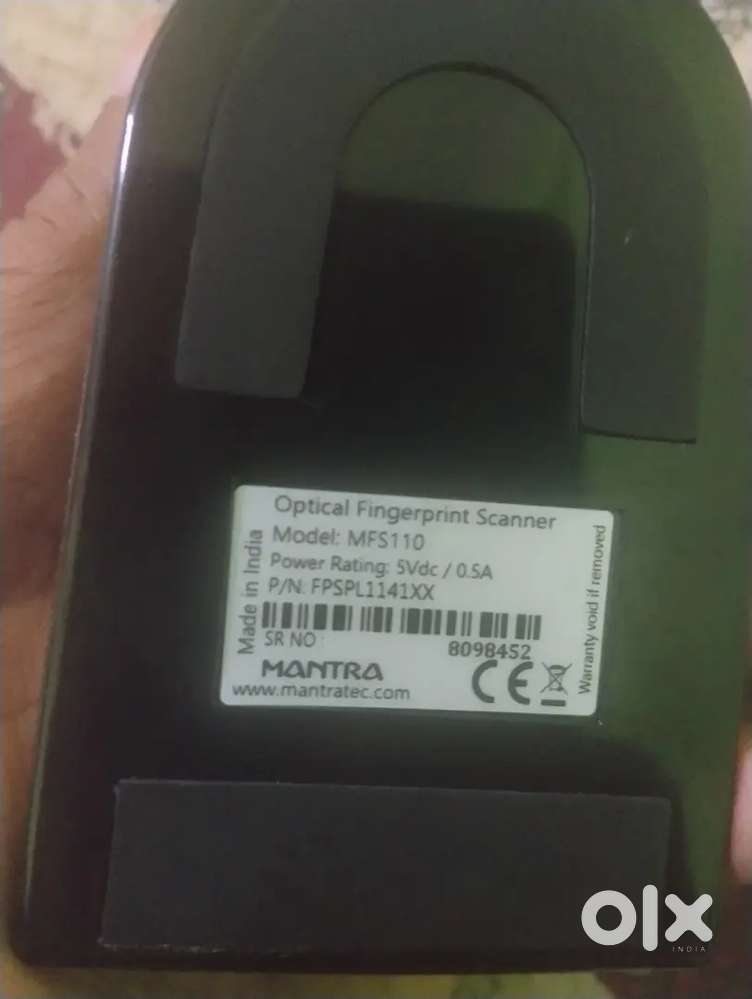 Optical Fingerprint Scanner
Model: MFS110
Power Rating: 5Vdc / 0.5A
P/N: FPSPL1141XX
SR NO :
8098452
MANTRA
www.mantratec.com
CE
Made in India
Warranty void if removed
olx
INDIA